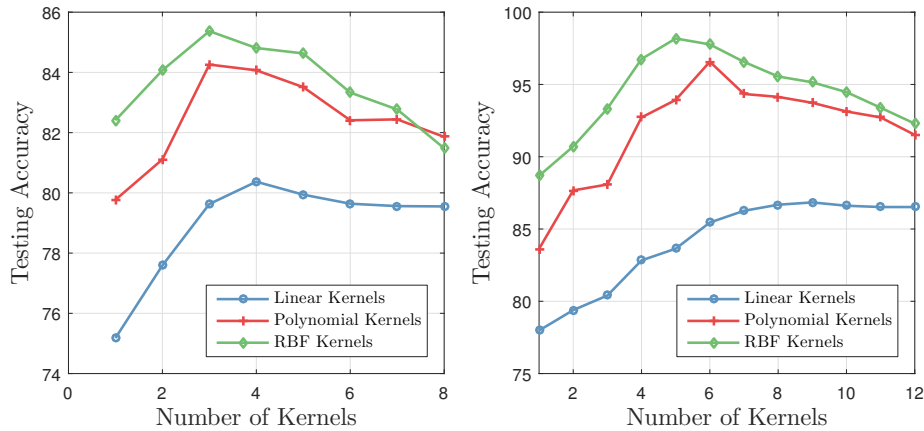 86
84
82
80
78
76
74
Testing Accuracy
0
2
4
6
8
Number of Kernels
Linear Kernels
Polynomial Kernels
RBF Kernels
100
95
90
85
80
75
Testing Accuracy
2
4
6
8
10
12
Number of Kernels
Linear Kernels
Polynomial Kernels
RBF Kernels